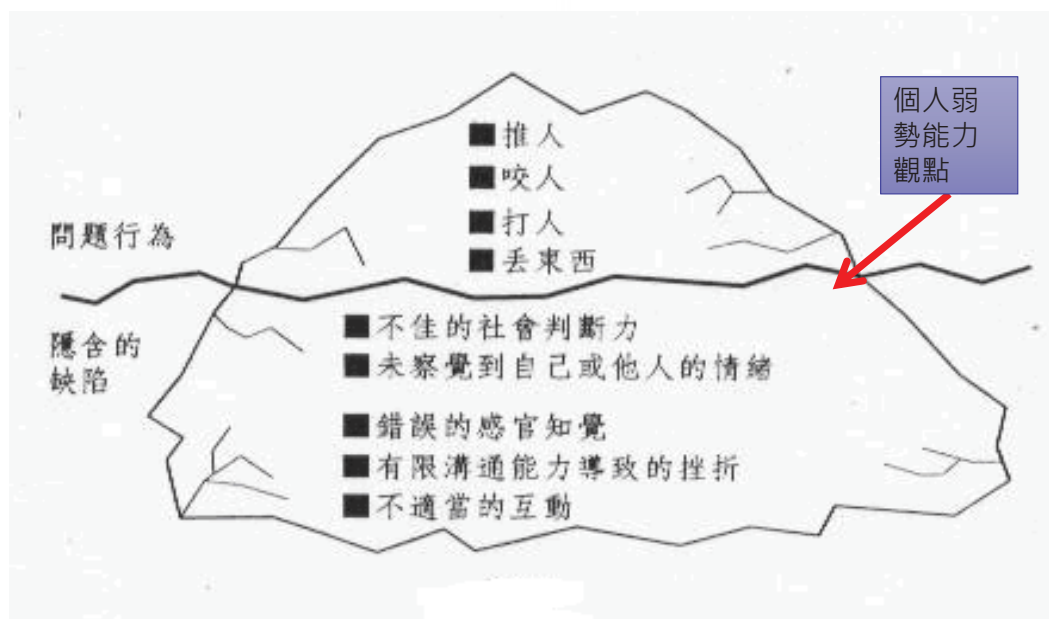 個人弱
勢能力
觀點
■推人
■咬人
■打人
■丟東西
問題行為
隱含的
缺陷
■不佳的社會判斷力
■未察覺到自己或他人的情緒
■錯誤的感官知覺
■有限溝通能力導致的挫折
■不適當的互動